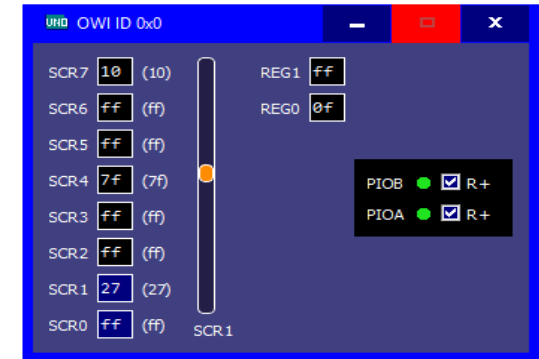 UNO OWI ID 0x0
SCR7 10 (10) REG1 ff
SCR6 ff (ff) REG0 0f
SCR5 ff (ff)
SCR4 7f (7f) PIOB R+
SCR3 ff (ff) PIOA R+
SCR2 ff (ff)
SCR1 27 (27)
SCR0 ff (ff) SCR1